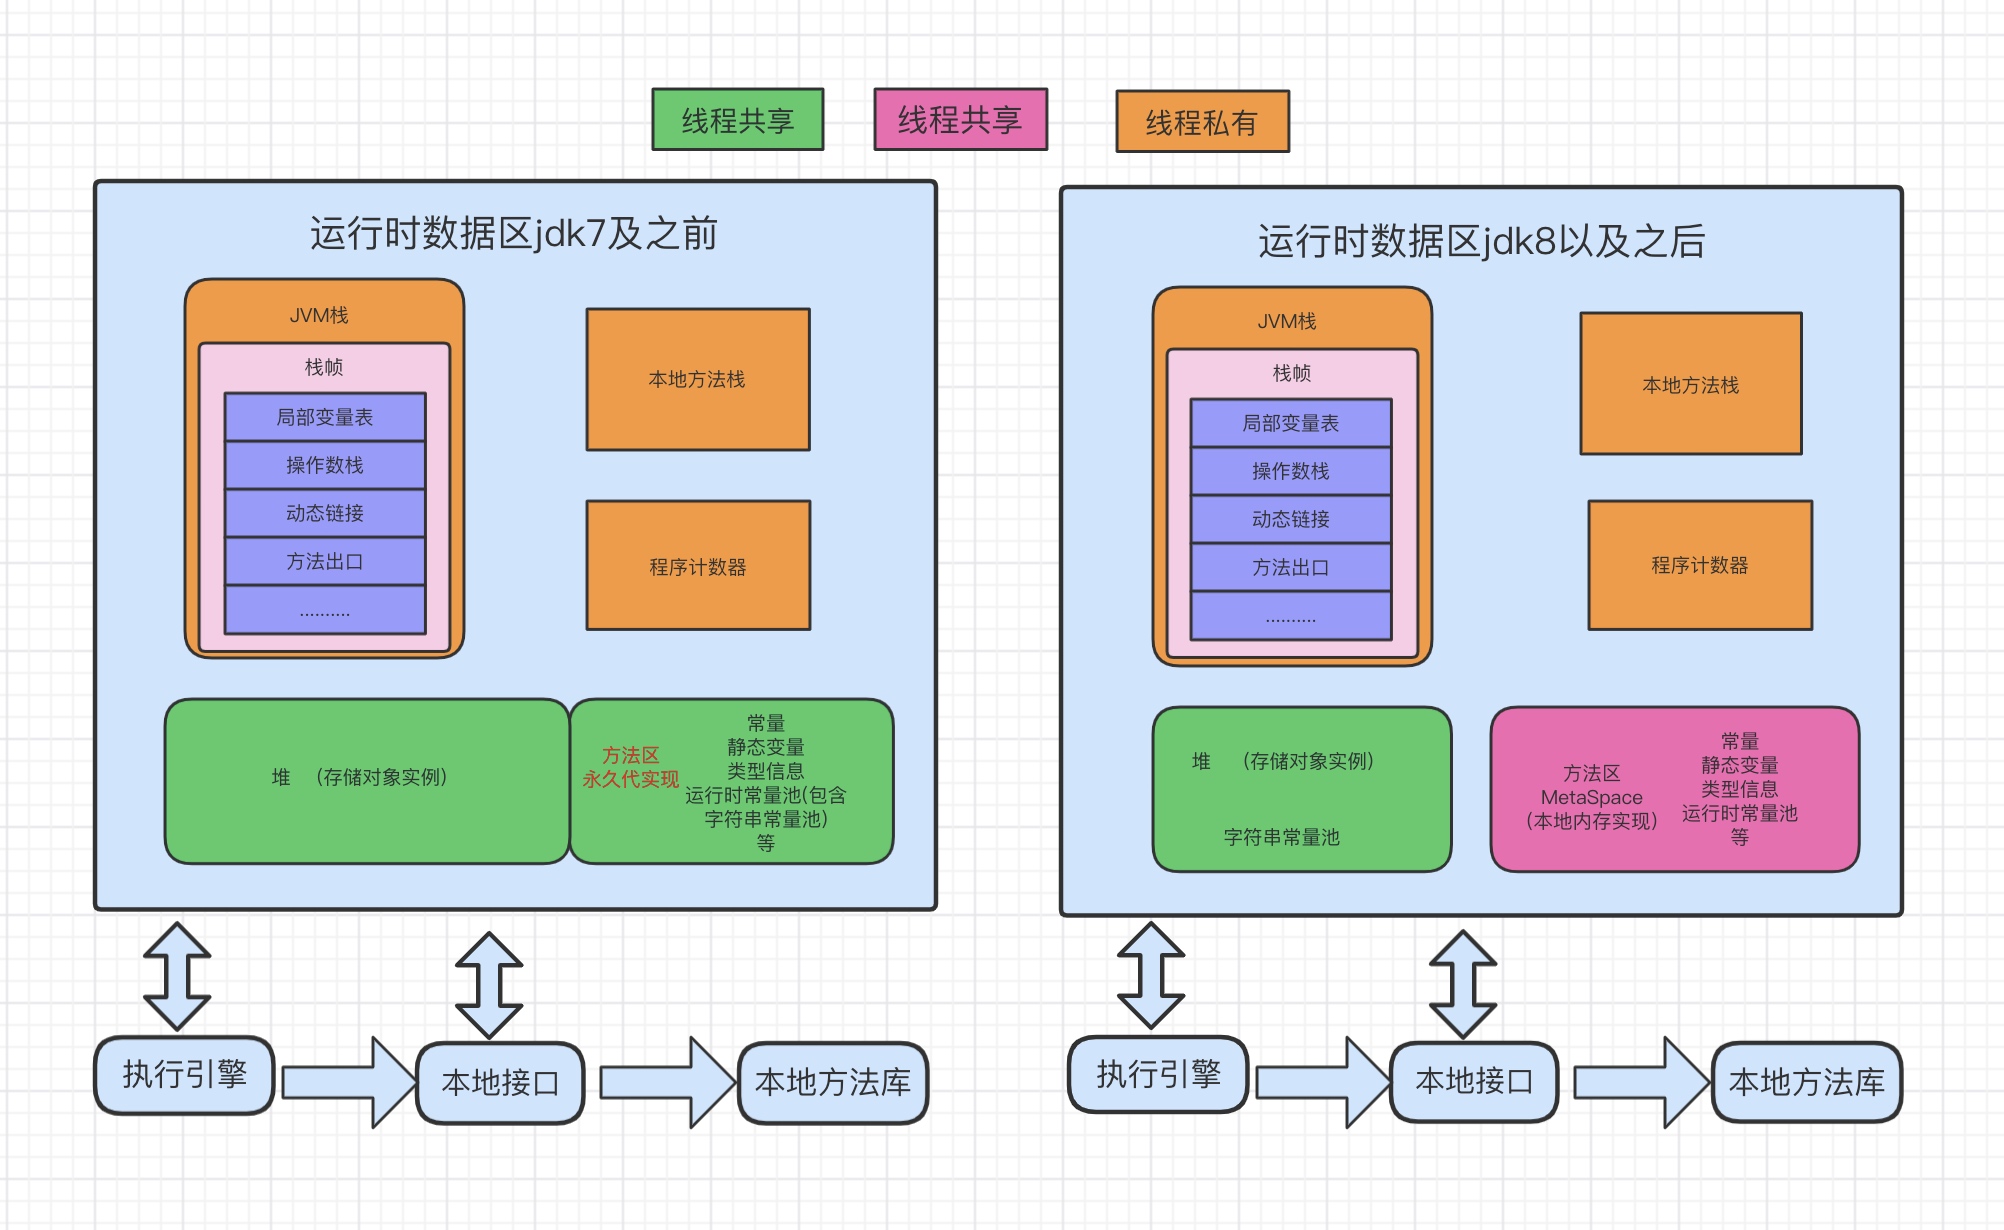 线程共享
线程共享
线程私有
运行时数据区jdk7及之前
JVM栈
栈帧
局部变量表
操作数栈
动态链接
方法出口
..........
本地方法栈
程序计数器
堆 （存储对象实例）
方法区
永久代实现
常量
静态变量
类型信息
运行时常量池(包含
字符串常量池）
等
执行引擎
本地接口
本地方法库
运行时数据区jdk8以及之后
JVM栈
栈帧
局部变量表
操作数栈
动态链接
方法出口
..........
本地方法栈
程序计数器
堆 （存储对象实例）
字符串常量池
方法区
MetaSpace
（本地内存实现）
常量
静态变量
类型信息
运行时常量池
等
执行引擎
本地接口
本地方法库